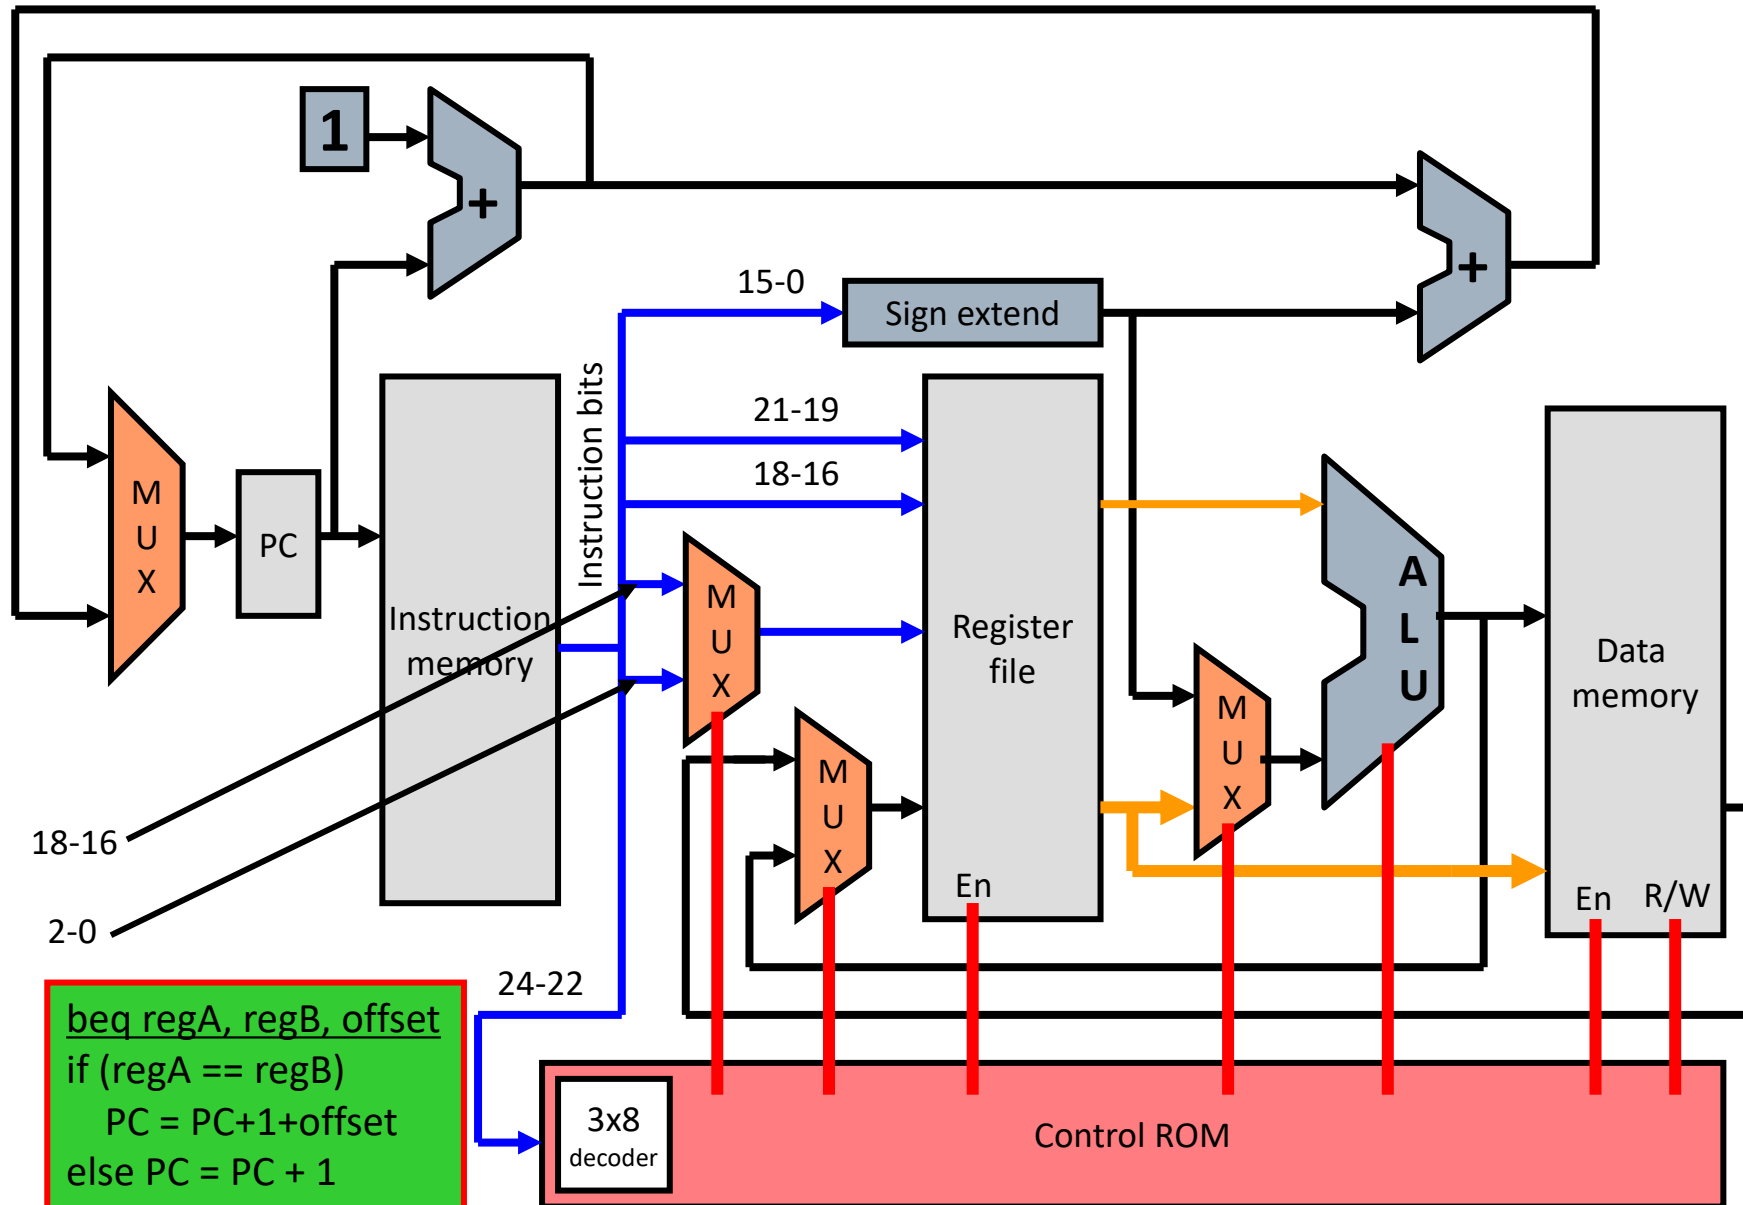 1
+
+
15-0
Sign extend
Instruction bits
21-19
18-16
M
U
X
PC
Instruction
memory
M
U
X
Register
file
A
L
U
Data
memory
M
U
X
M
U
X
18-16
2-0
En
En
R/W
24-22
beq regA, regB, offset
if (regA == regB)
PC = PC+1+offset
else PC = PC + 1
3x8
decoder
Control ROM